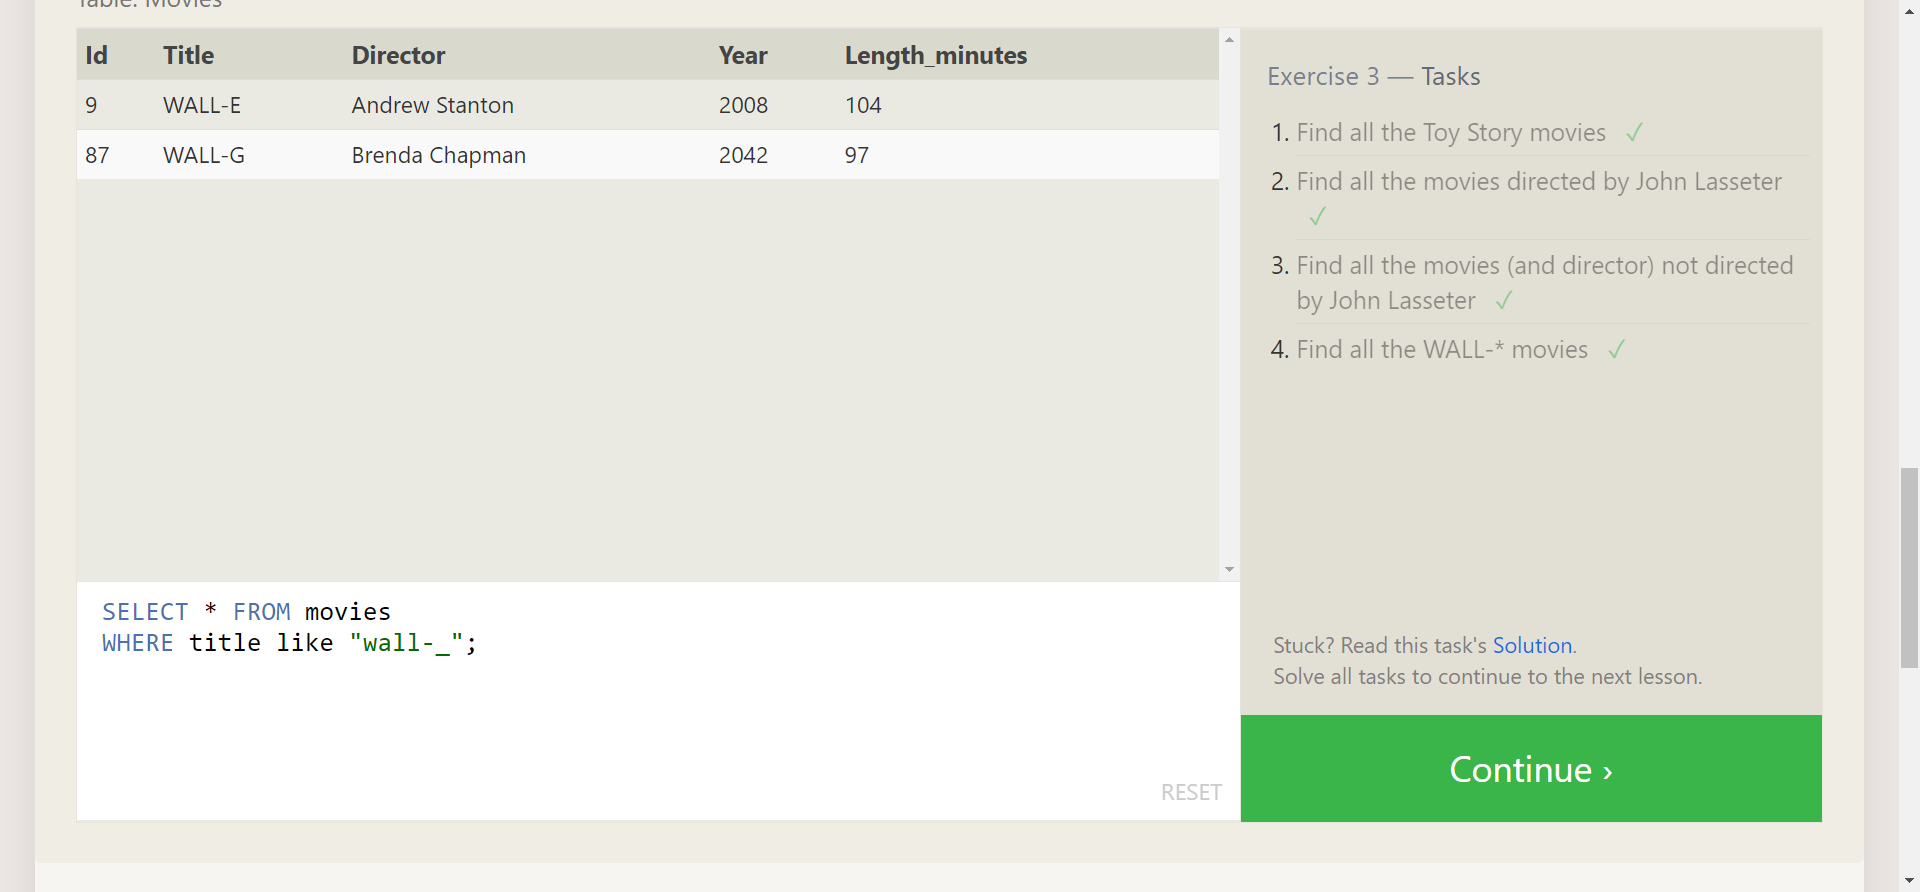 Table: Movies
Id Title Director Year Length_minutes
9 WALL-E Andrew Stanton 2008 104
87 WALL-G Brenda Chapman 2042 97
SELECT * FROM movies
WHERE title like "wall-_";
RESET
Exercise 3 — Tasks
1. Find all the Toy Story movies ✓
2. Find all the movies directed by John Lasseter
✓
3. Find all the movies (and director) not directed
by John Lasseter ✓
4. Find all the WALL-* movies ✓
Stuck? Read this task's Solution.
Solve all tasks to continue to the next lesson.
Continue ›